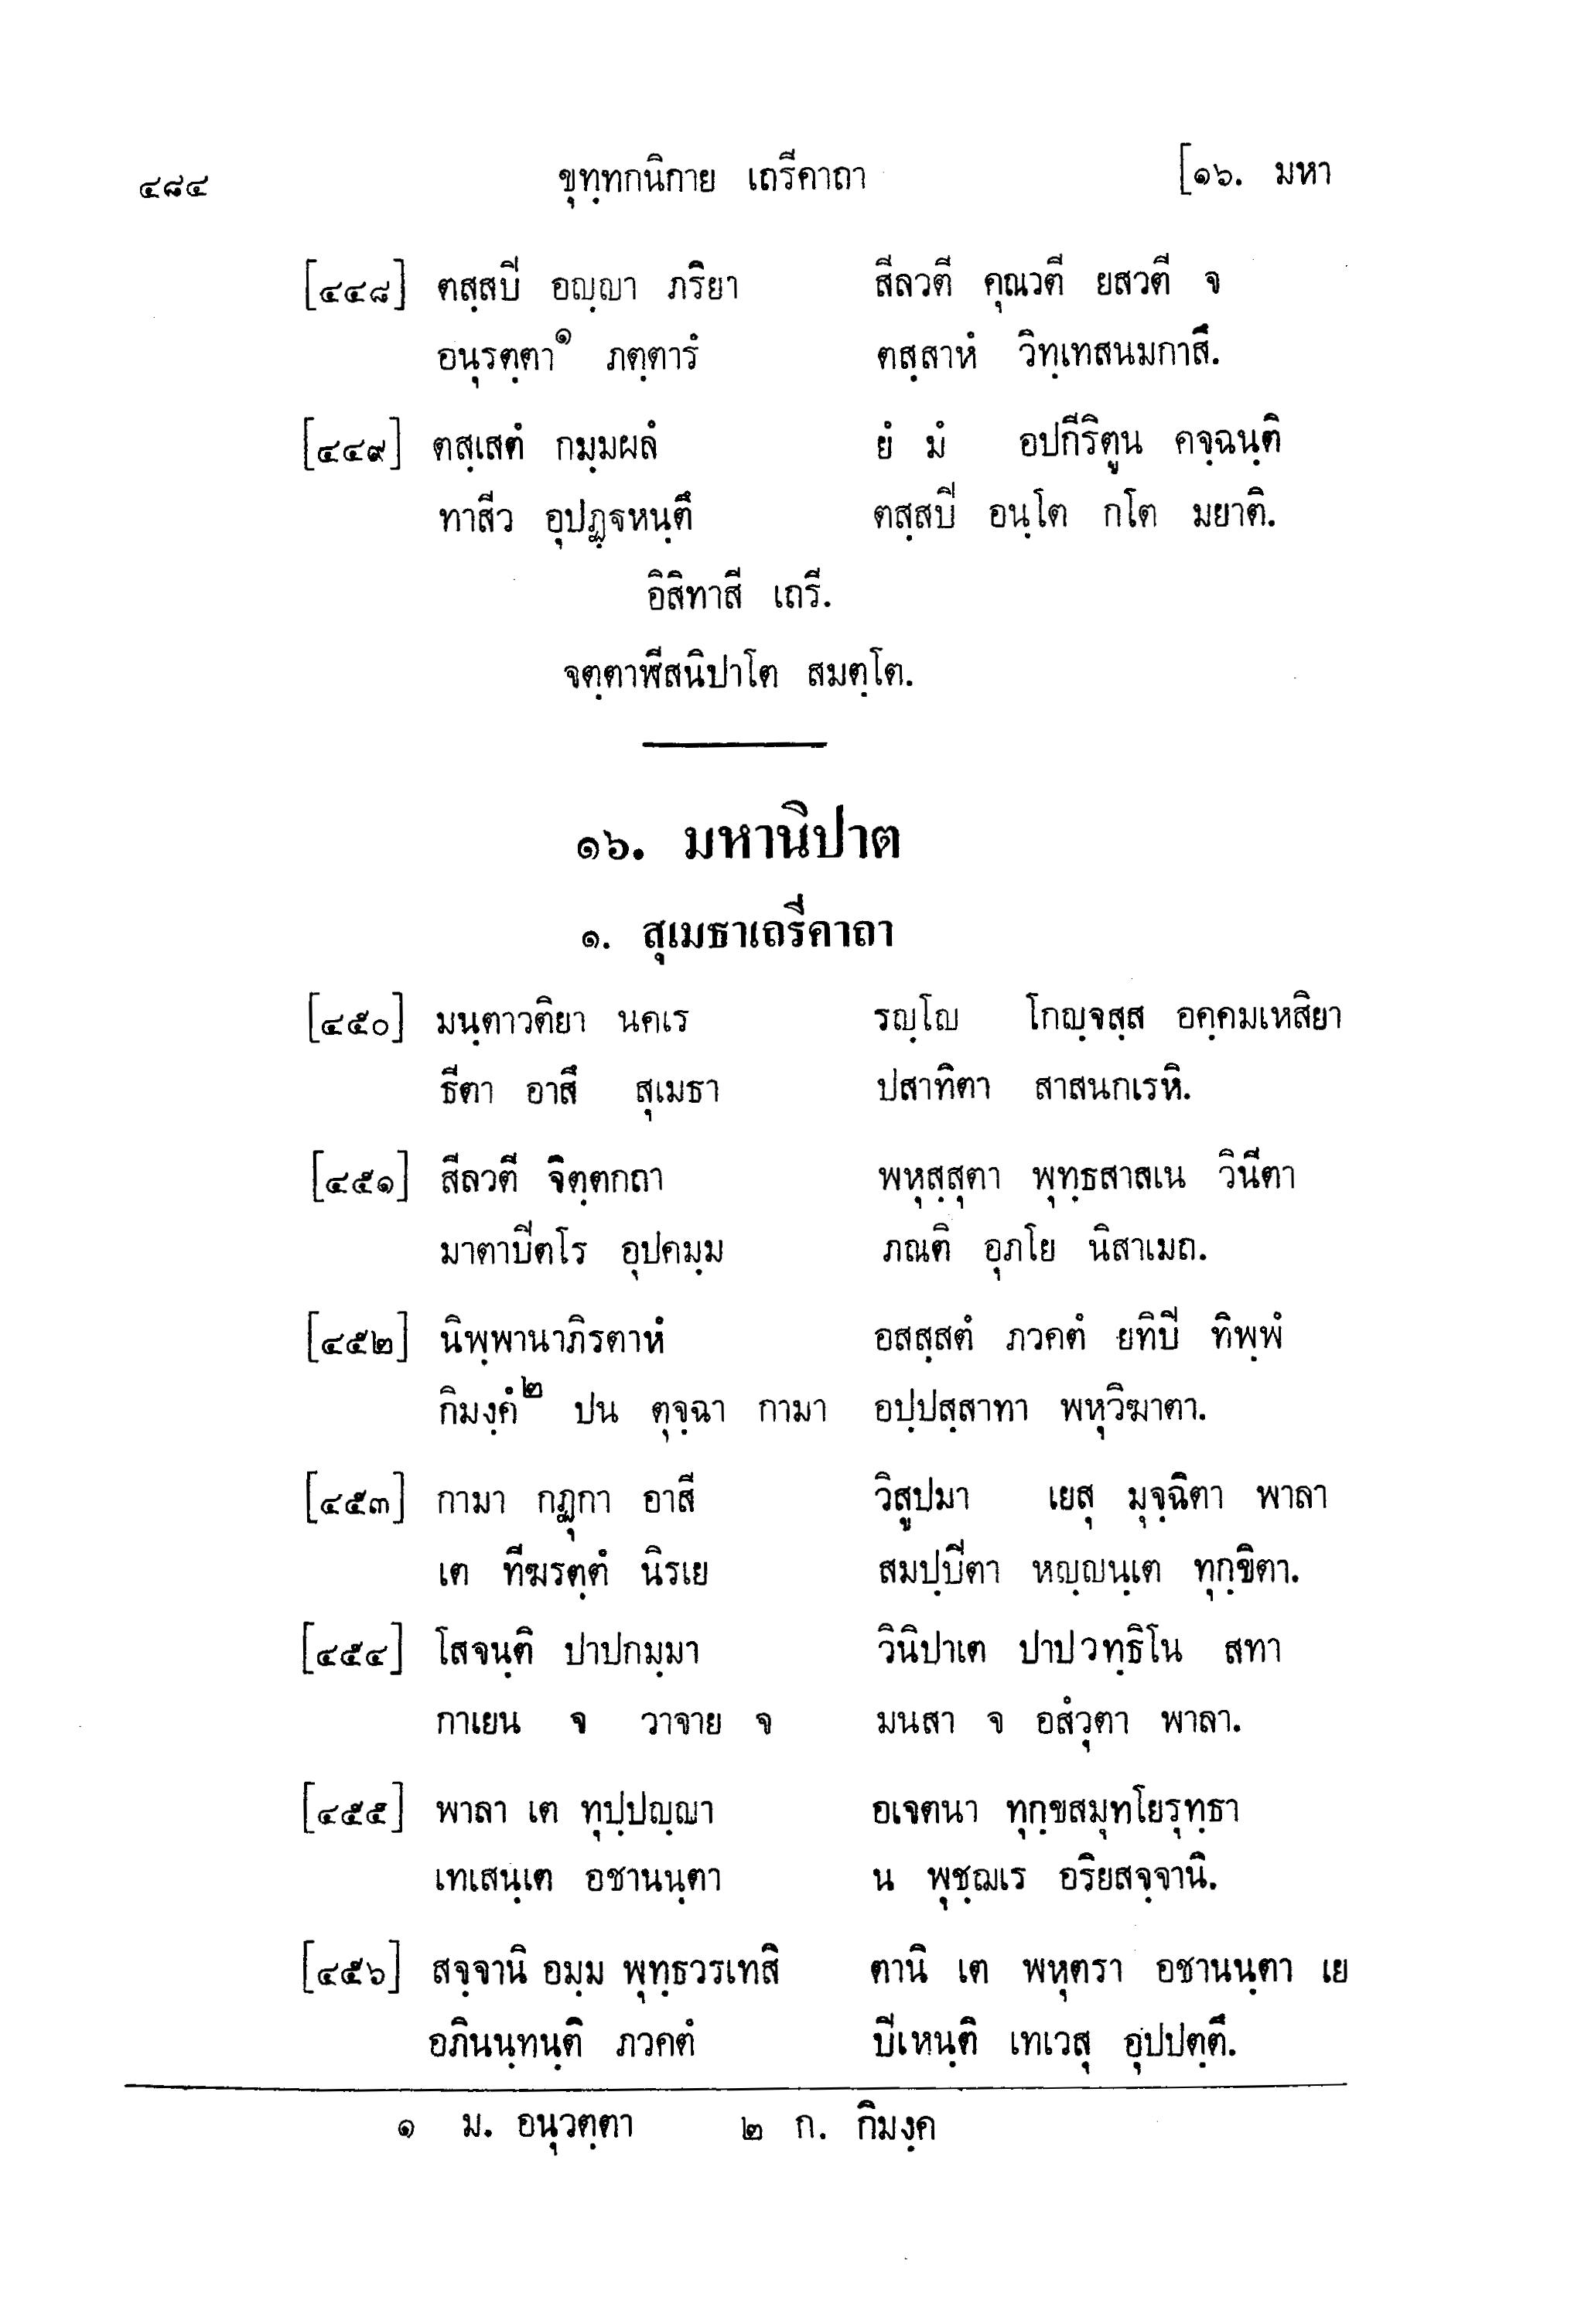 ๔๘๔ ขุทฺทกนิกาย เถรีคาถา [๑๖. มหา
[๔๔๘] ตสฺสปิ อญฺญา ภริยา สีลวตี คุณวตี ยสวตี จ
อนุรตฺตา๑ ภตฺตารํ ตสฺสาหํ วิทฺเทสนมกาสึ.
[๔๔๙] ตสฺเสตํ กมฺมผลํ ยํ มํ อปกีริตูน คจฺฉนฺติ
ทาสีว อุปฏฺฐหนฺตึ ตสฺสปิ อนฺโต กโต มยาติ.
อิสิทาสี เถรี.
จตฺตาฬีสนิปาโต สมตฺโต.
๑๖. มหานิปาต
๑. สุเมธาเถรีคาถา
[๔๕๐] มนฺตาวติยา นคเร รญฺโญ โกญฺจสฺส อคฺคมเหสิยา
ธีตา อาสึ สุเมธา ปสาทิตา สาสนกเรหิ.
[๔๕๑] สีลวตี จิตฺตกถา พหุสฺสุตา พุทฺธสาสเน วินีตา
มาตาปิตโร อุปคมฺม ภณติ อุภโย นิสาเมถ.
[๔๕๒] นิพฺพานาภิรตาหํ อสสฺสตํ ภวคตํ ยทิปิ ทิพฺพํ
กิมงฺคํ๒ ปน ตุจฺฉา กามา อปฺปสฺสาทา พหุวิฆาตา.
[๔๕๓] กามา กฏุกา อาสี วิสูปมา เยสุ มุจฺฉิตา พาลา
เต ทีฆรตฺตํ นิรเย สมปฺปิตา หญฺญนฺเต ทุกฺขิตา.
[๔๕๔] โสจนฺติ ปาปกมฺมา วินิปาเต ปาปวทฺธิโน สทา
กาเยน จ วาจาย จ มนสา จ อสํวุตา พาลา.
[๔๕๕] พาลา เต ทุปฺปญฺญา อเจตนา ทุกฺขสมุทโยรุทฺธา
เทเสนฺเต อชานนฺตา น พุชฺฌเร อริยสจฺจานิ.
[๔๕๖] สจฺจานิ อมฺม พุทฺธวรเทสิ ตานิ เต พหุตรา อชานนฺตา เย
อภินนฺทนฺติ ภวคตํ ปิเหนฺติ เทเวสุ อุปปตฺตึ.
๑ ม. อนุวตฺตา ๒ ก. กิมงฺค